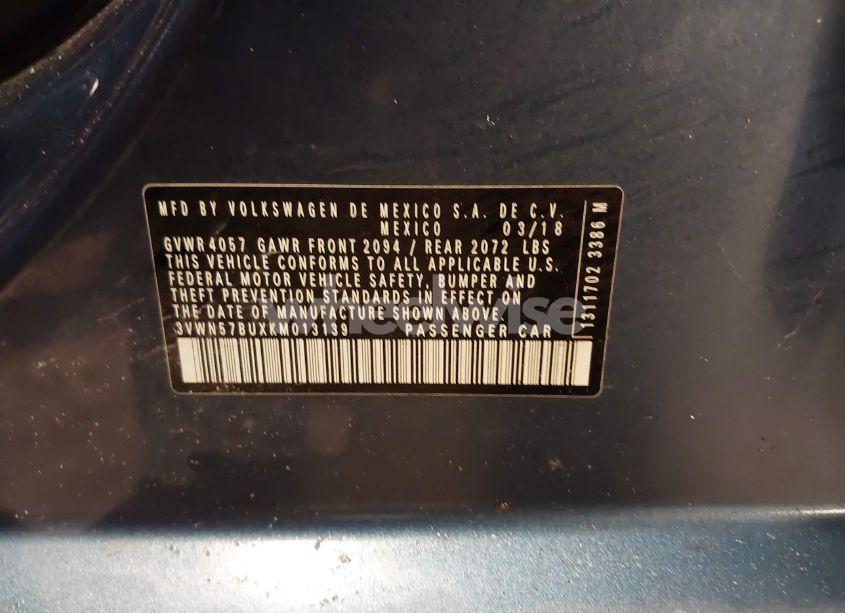 MFD BY VOLKSWAGEN DE MEXICO S.A. DE C.V.
MEXICO 03/18
GVWR 4057 GAWR FRONT 2094 / REAR 2072 LBS
THIS VEHICLE CONFORMS TO ALL APPLICABLE U.S.
FEDERAL MOTOR VEHICLE SAFETY, BUMPER AND
THEFT PREVENTION STANDARDS IN EFFECT ON
THE DATE OF MANUFACTURE SHOWN ABOVE.
3VWN57BUXKM013139 PASSENGER CAR
1311702 3386 M